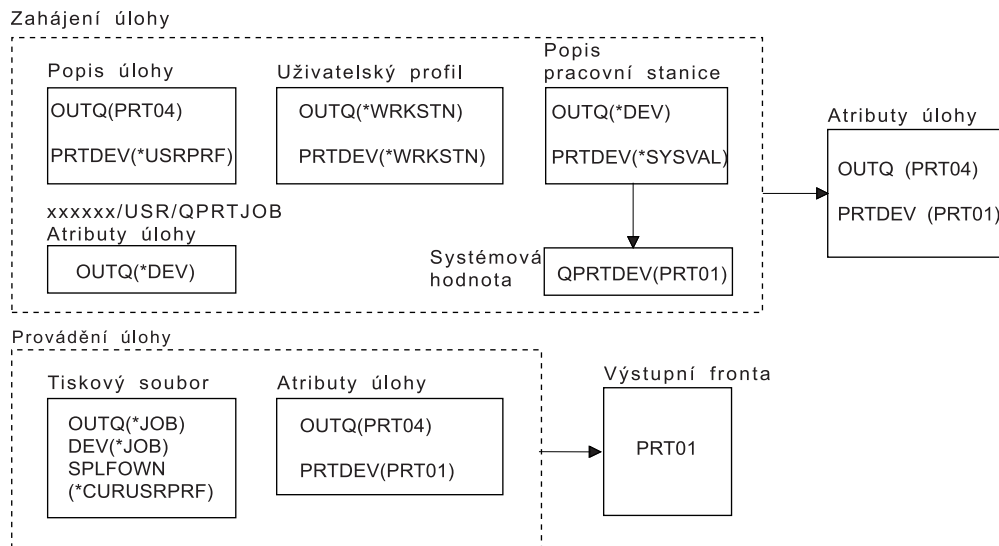 Zahájení úlohy
Popis úlohy
OUTQ(PRT04)
PRTDEV(*USRPRF)
Uživatelský profil
OUTQ(*WRKSTN)
PRTDEV(*WRKSTN)
Popis
pracovní stanice
OUTQ(*DEV)
PRTDEV(*SYSVAL)
Atributy úlohy
OUTQ (PRT04)
PRTDEV (PRT01)
xxxxxx/USR/QPRTJOB
Atributy úlohy
OUTQ(*DEV)
Systémová
hodnota
QPRTDEV(PRT01)
Provádění úlohy
Tiskový soubor
OUTQ(*JOB)
DEV(*JOB)
SPLFOWN
(*CURUSRPRF)
Atributy úlohy
OUTQ(PRT04)
PRTDEV(PRT01)
Výstupní fronta
PRT01